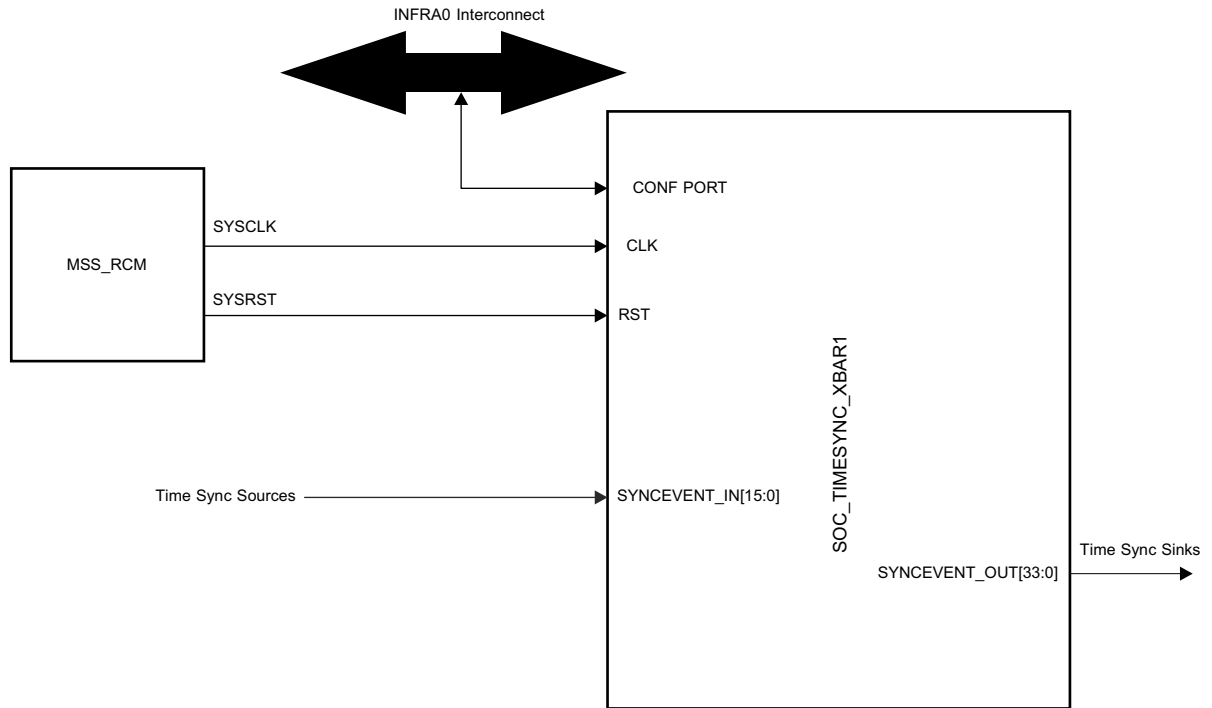 INFRA0 Interconnect
CONF PORT
SYSCLK
CLK
MSS_RCM
SYSRST
RST
SOC_TIMESYNC_XBAR1
Time Sync Sources
SYNCEVENT_IN[15:0]
Time Sync Sinks
SYNCEVENT_OUT[33:0]